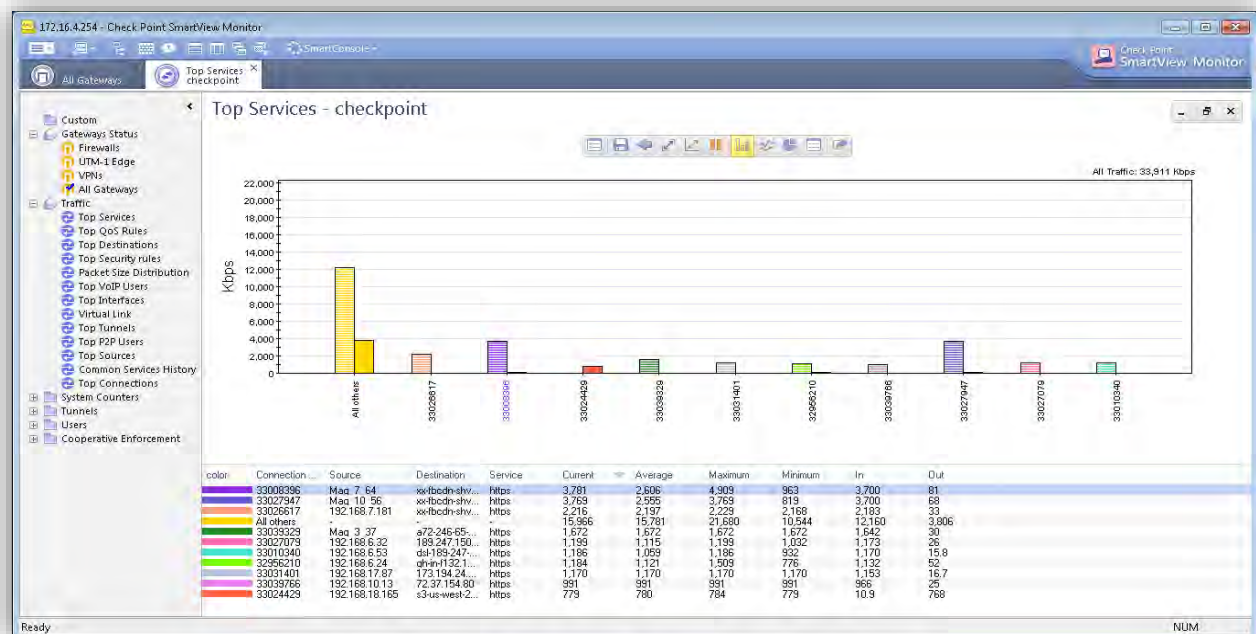 172.16.4.254 - Check Point SmartView Monitor
SmartConsole
Check Point
SmartView Monitor
All Gateways
Top Services
checkpoint
Custom
Gateways Status
Firewalls
UTM-1 Edge
VPNs
All Gateways
Traffic
Top Services
Top QoS Rules
Top Destinations
Top Security rules
Packet Size Distribution
Top VoIP Users
Top Interfaces
Virtual Link
Top Tunnels
Top P2P Users
Top Sources
Common Services History
Top Connections
System Counters
Tunnels
Users
Cooperative Enforcement
Top Services - checkpoint
All Traffic: 33,911 Kbps
Kbps
22,000
20,000
18,000
16,000
14,000
12,000
10,000
8,000
6,000
4,000
2,000
0
All others
33026617
33008396
33024429
33039329
33031401
32956210
33039766
33027947
33027079
33010340
color Connection ... Source Destination Service Current Average Maximum Minimum In Out
33008396 Maq_7_64 xx-fbcdn-shv... https 3,781 2,606 4,909 963 3,700 81
33027947 Maq_10_56 xx-fbcdn-shv... https 3,769 2,555 3,769 819 3,700 68
33026617 192.168.7.181 xx-fbcdn-shv... https 2,216 2,197 2,229 2,168 2,183 33
All others - - - 15,966 15,781 21,680 10,544 12,160 3,806
33039329 Maq_3_37 a72-246-65-... https 1,672 1,672 1,672 1,672 1,642 30
33027079 192.168.6.32 189.247.150... https 1,199 1,115 1,199 1,032 1,173 26
33010340 192.168.6.53 dsl-189-247-... https 1,186 1,059 1,186 932 1,170 15.8
32956210 192.168.6.24 qh-in-f132.1... https 1,184 1,121 1,509 776 1,132 52
33031401 192.168.17.87 173.194.24.... https 1,170 1,170 1,170 1,170 1,153 16.7
33039766 192.168.10.13 72.37.154.80 https 991 991 991 991 966 25
33024429 192.168.18.165 s3-us-west-2... https 779 780 784 779 10.9 768
Ready
NUM